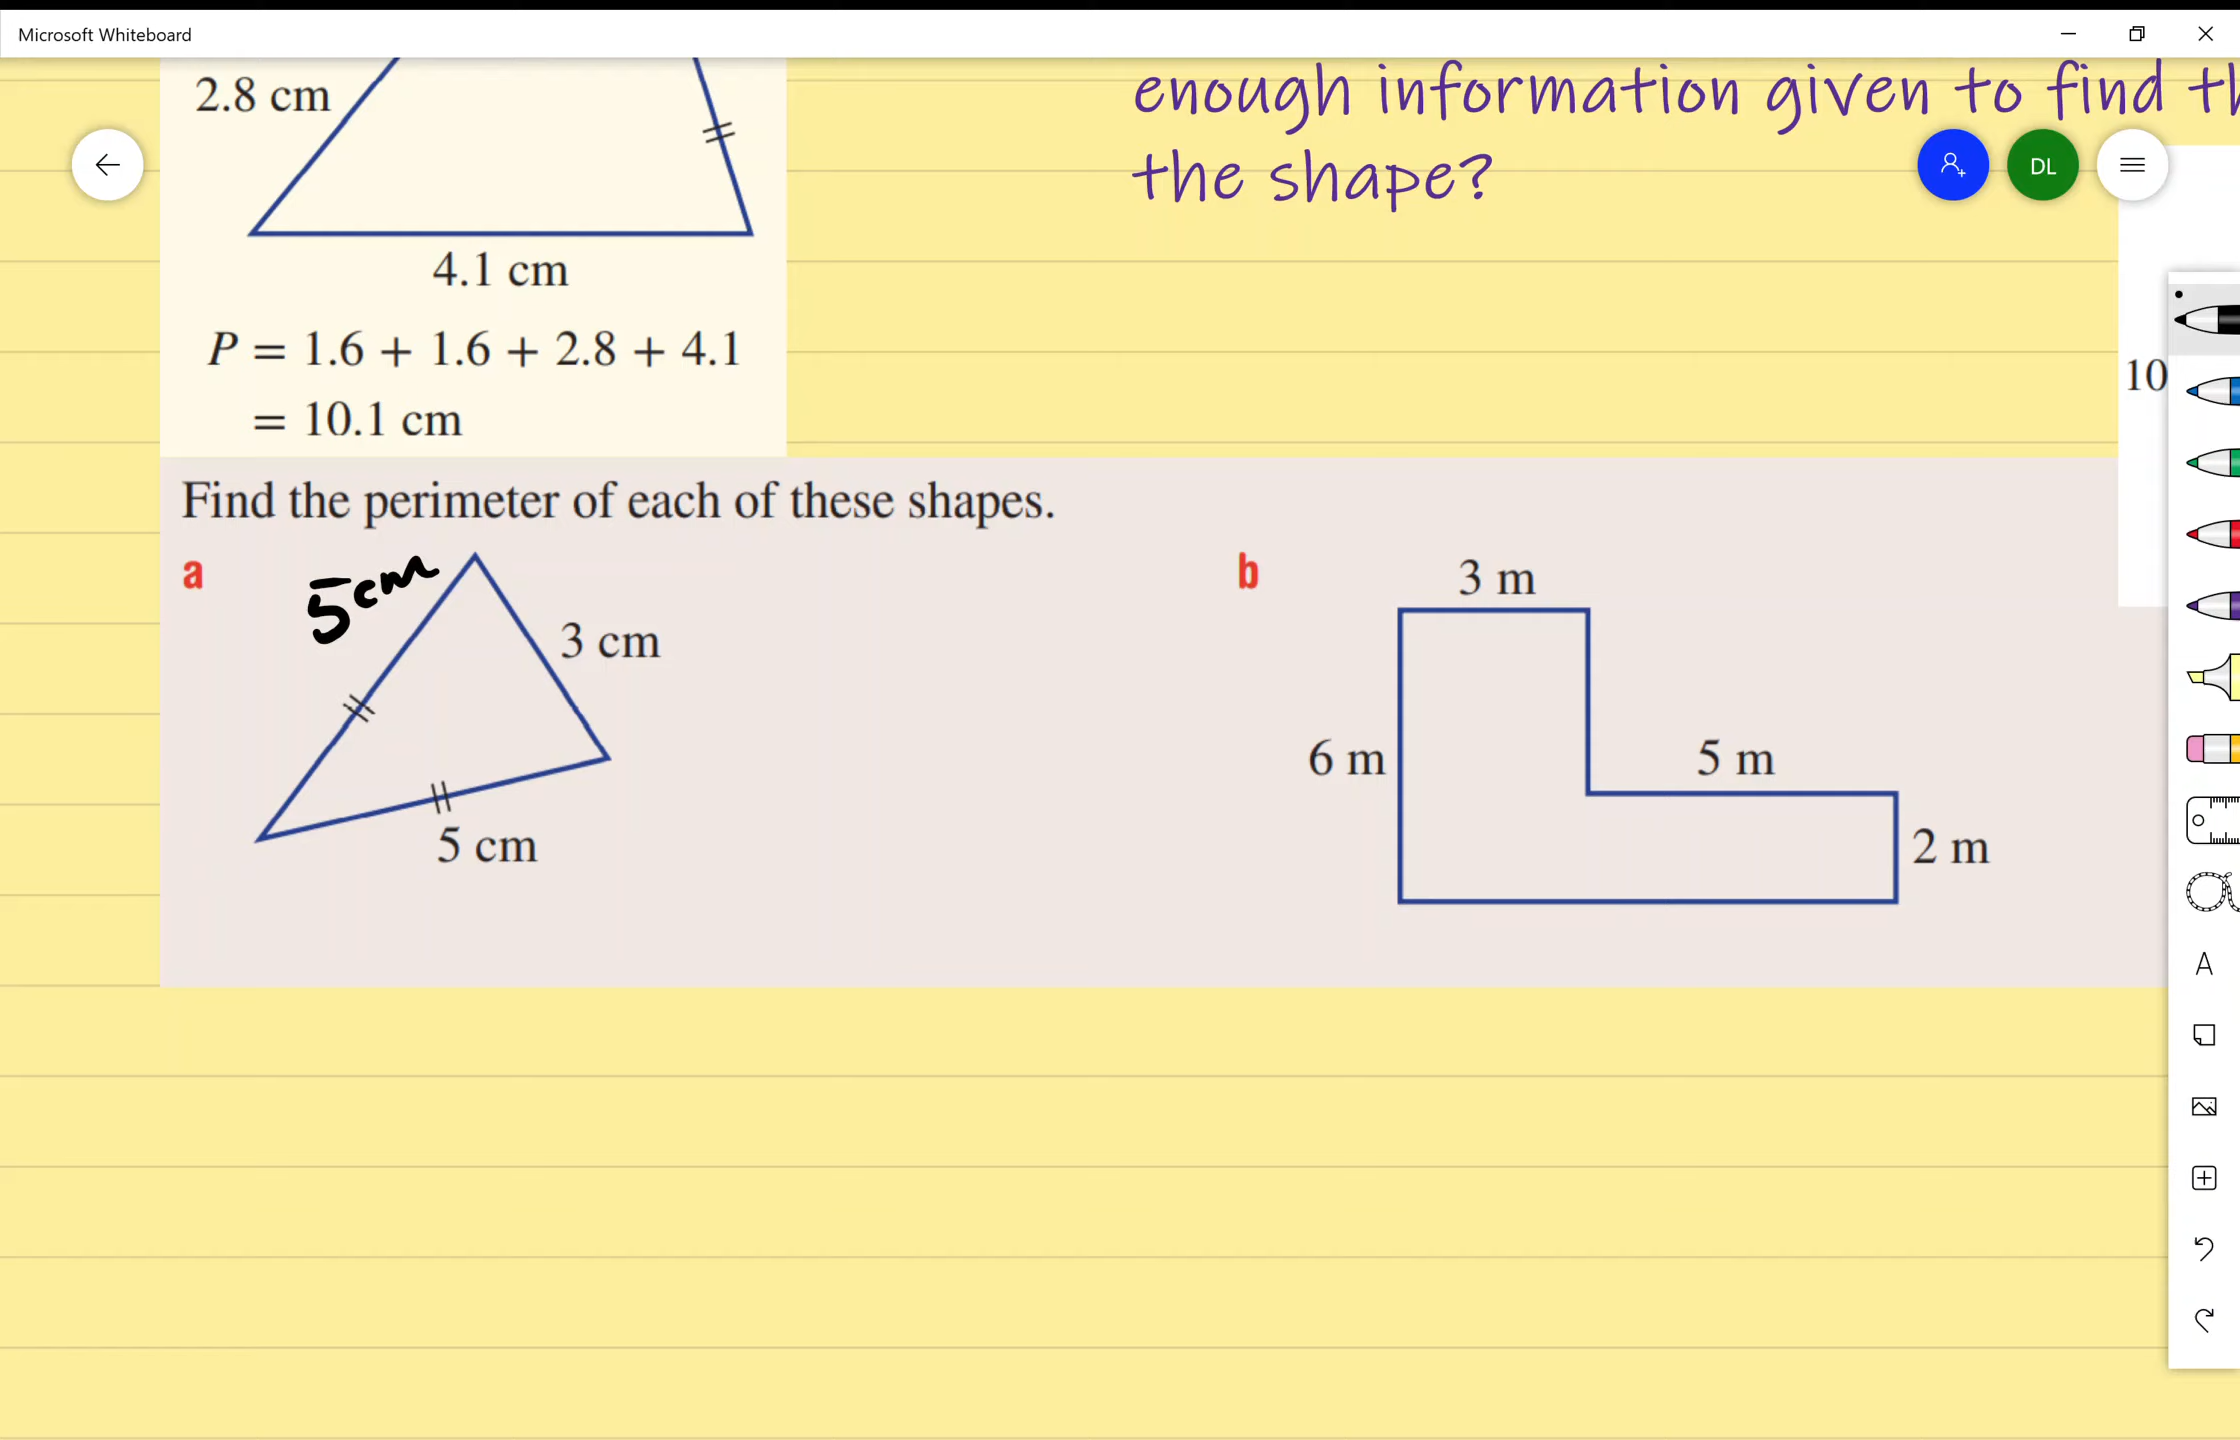 Microsoft Whiteboard
2.8 cm
4.1 cm
P = 1.6 + 1.6 + 2.8 + 4.1
= 10.1 cm
enough information given to find th
the shape?
DL
10
Find the perimeter of each of these shapes.
a
5cm
3 cm
5 cm
b
3 m
6 m
5 m
2 m
A